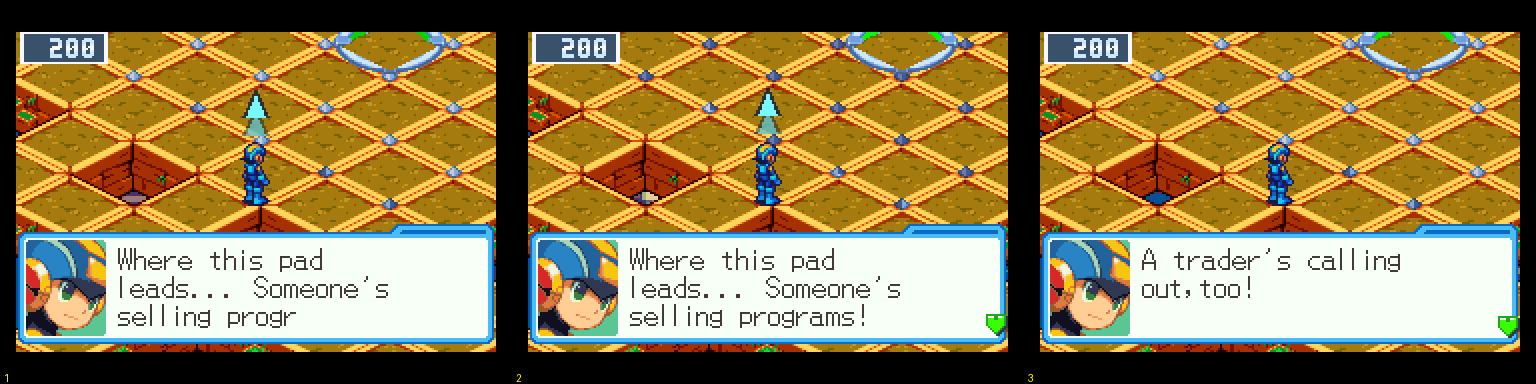 200
Where this pad
leads... Someone's
selling progr
1
200
Where this pad
leads... Someone's
selling programs!
2
200
A trader's calling
out,too!
3